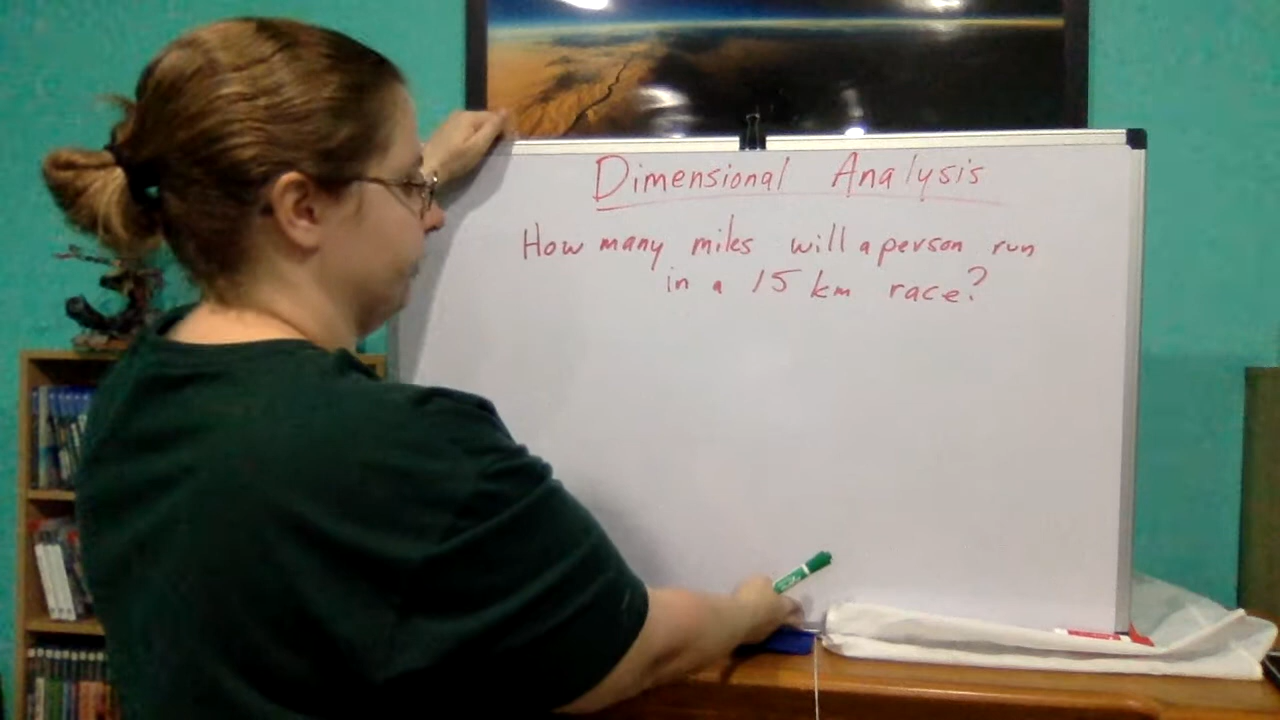 Dimensional Analysis
How many miles will a person run
in a 15 km race?